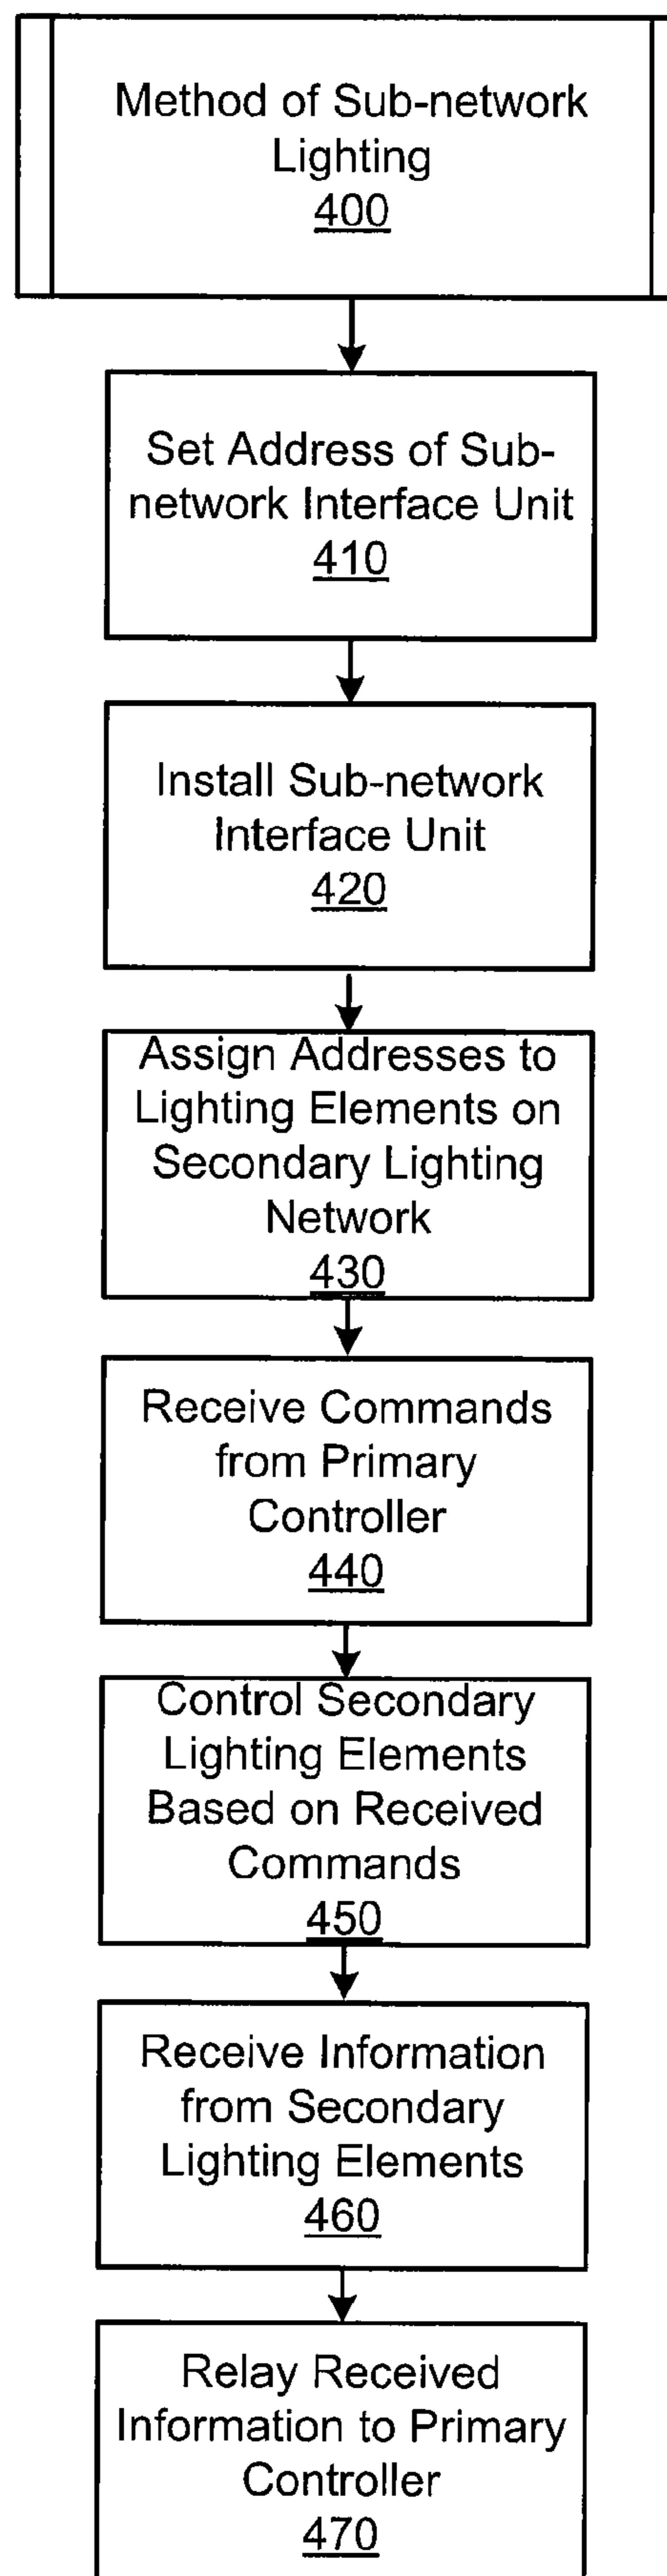 Method of Sub-network
Lighting
400
Set Address of Sub-
network Interface Unit
410
Install Sub-network
Interface Unit
420
Assign Addresses to
Lighting Elements on
Secondary Lighting
Network
430
Receive Commands
from Primary
Controller
440
Control Secondary
Lighting Elements
Based on Received
Commands
450
Receive Information
from Secondary
Lighting Elements
460
Relay Received
Information to Primary
Controller
470